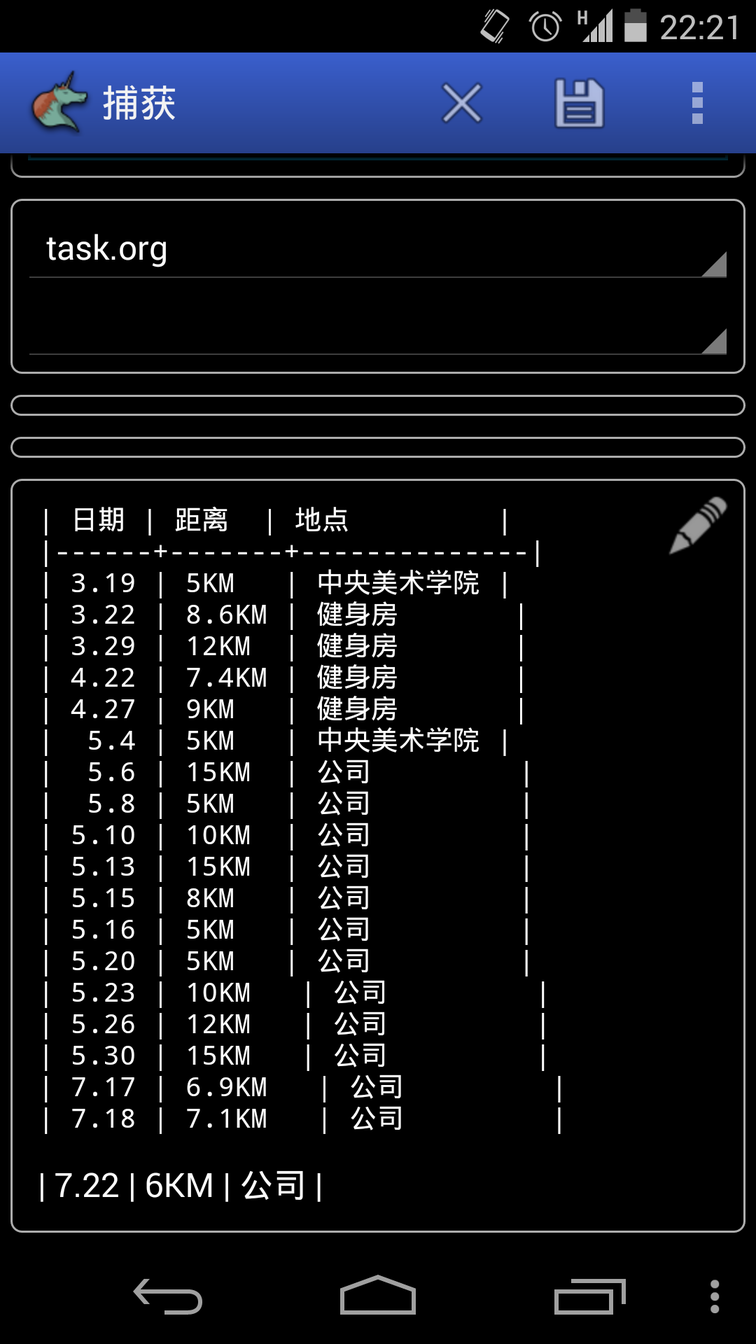 H 22:21
捕获
task.org
| 日期 | 距离 | 地点 |
|------+-------+--------------|
| 3.19 | 5KM | 中央美术学院 |
| 3.22 | 8.6KM | 健身房 |
| 3.29 | 12KM | 健身房 |
| 4.22 | 7.4KM | 健身房 |
| 4.27 | 9KM | 健身房 |
| 5.4 | 5KM | 中央美术学院 |
| 5.6 | 15KM | 公司 |
| 5.8 | 5KM | 公司 |
| 5.10 | 10KM | 公司 |
| 5.13 | 15KM | 公司 |
| 5.15 | 8KM | 公司 |
| 5.16 | 5KM | 公司 |
| 5.20 | 5KM | 公司 |
| 5.23 | 10KM | 公司 |
| 5.26 | 12KM | 公司 |
| 5.30 | 15KM | 公司 |
| 7.17 | 6.9KM | 公司 |
| 7.18 | 7.1KM | 公司 |
| 7.22 | 6KM | 公司 |